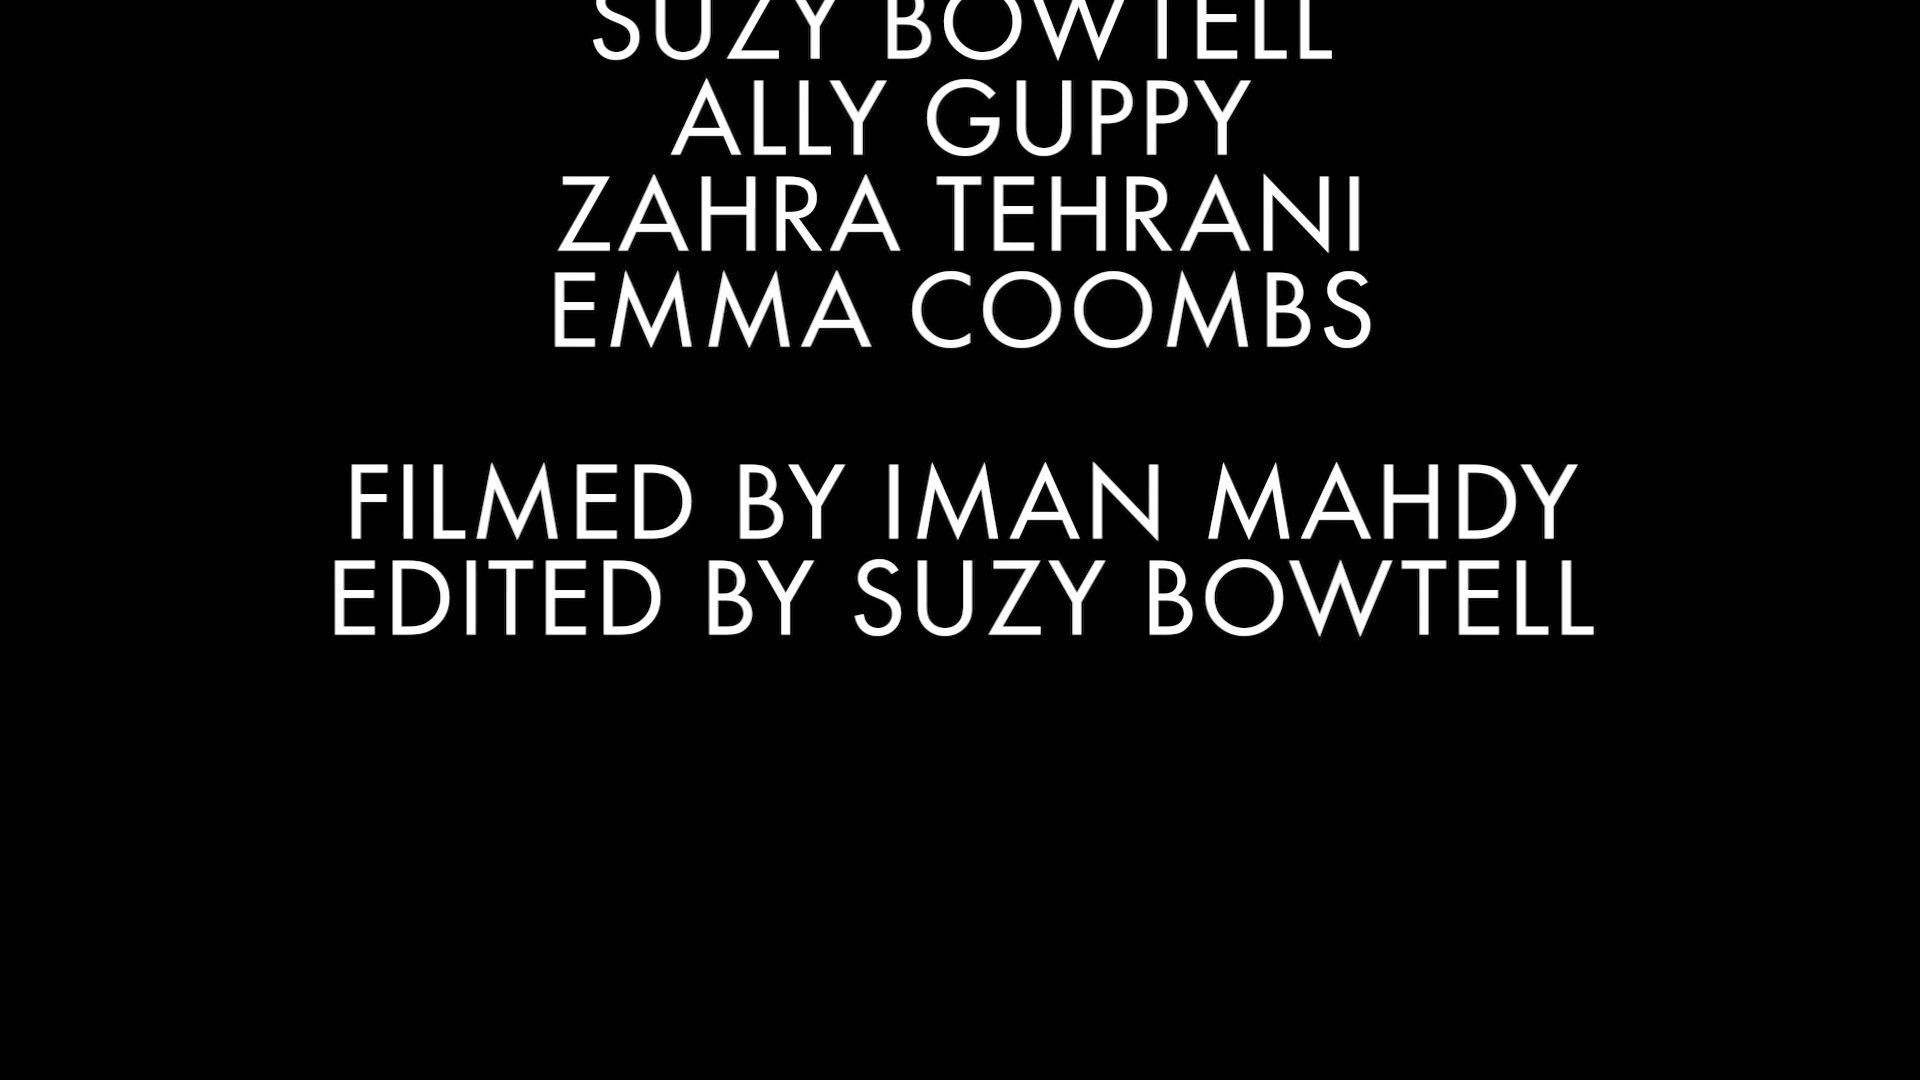 SUZY BOWTELL
ALLY GUPPY
ZAHRA TEHRANI
EMMA COOMBS
FILMED BY IMAN MAHDY
EDITED BY SUZY BOWTELL